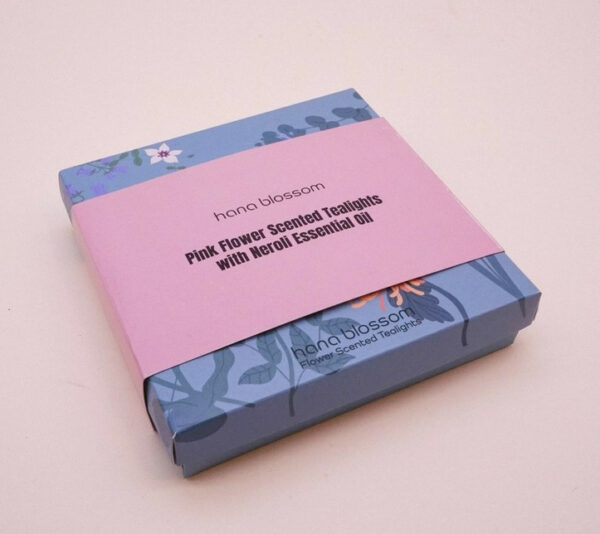 hana blossom
Pink Flower Scented Tealights
with Neroli Essential Oil
hana blossom
Flower Scented Tealights